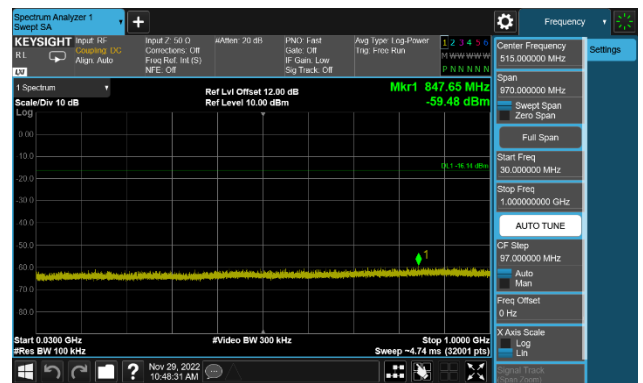 Spectrum Analyzer 1
Swept SA
Frequency
KEYSIGHT
RL
LXI
Input: RF
Coupling: DC
Align: Auto
Input Z: 50 Ω
Corrections: Off
Freq Ref: Int (S)
NFE: Off
#Atten: 20 dB
PNO: Fast
Gate: Off
IF Gain: Low
Sig Track: Off
Avg Type: Log-Power
Trig: Free Run
1 2 3 4 5 6
M W W W W W
P N N N N N
Center Frequency
515.000000 MHz
Settings
Span
970.000000 MHz
Swept Span
Zero Span
Full Span
Start Freq
30.000000 MHz
Stop Freq
1.000000000 GHz
AUTO TUNE
CF Step
97.000000 MHz
Auto
Man
Freq Offset
0 Hz
X Axis Scale
Log
Lin
Signal Track
(Span Zoom)
1 Spectrum
Scale/Div 10 dB
Log
Ref Lvl Offset 12.00 dB
Ref Level 10.00 dBm
Mkr1 847.65 MHz
-59.48 dBm
0.00
-10.0
-20.0
-30.0
-40.0
-50.0
-60.0
-70.0
-80.0
1
Start 0.0300 GHz
#Res BW 100 kHz
#Video BW 300 kHz
Stop 1.0000 GHz
Sweep ~4.74 ms (32001 pts)
Nov 29, 2022
10:48:31 AM